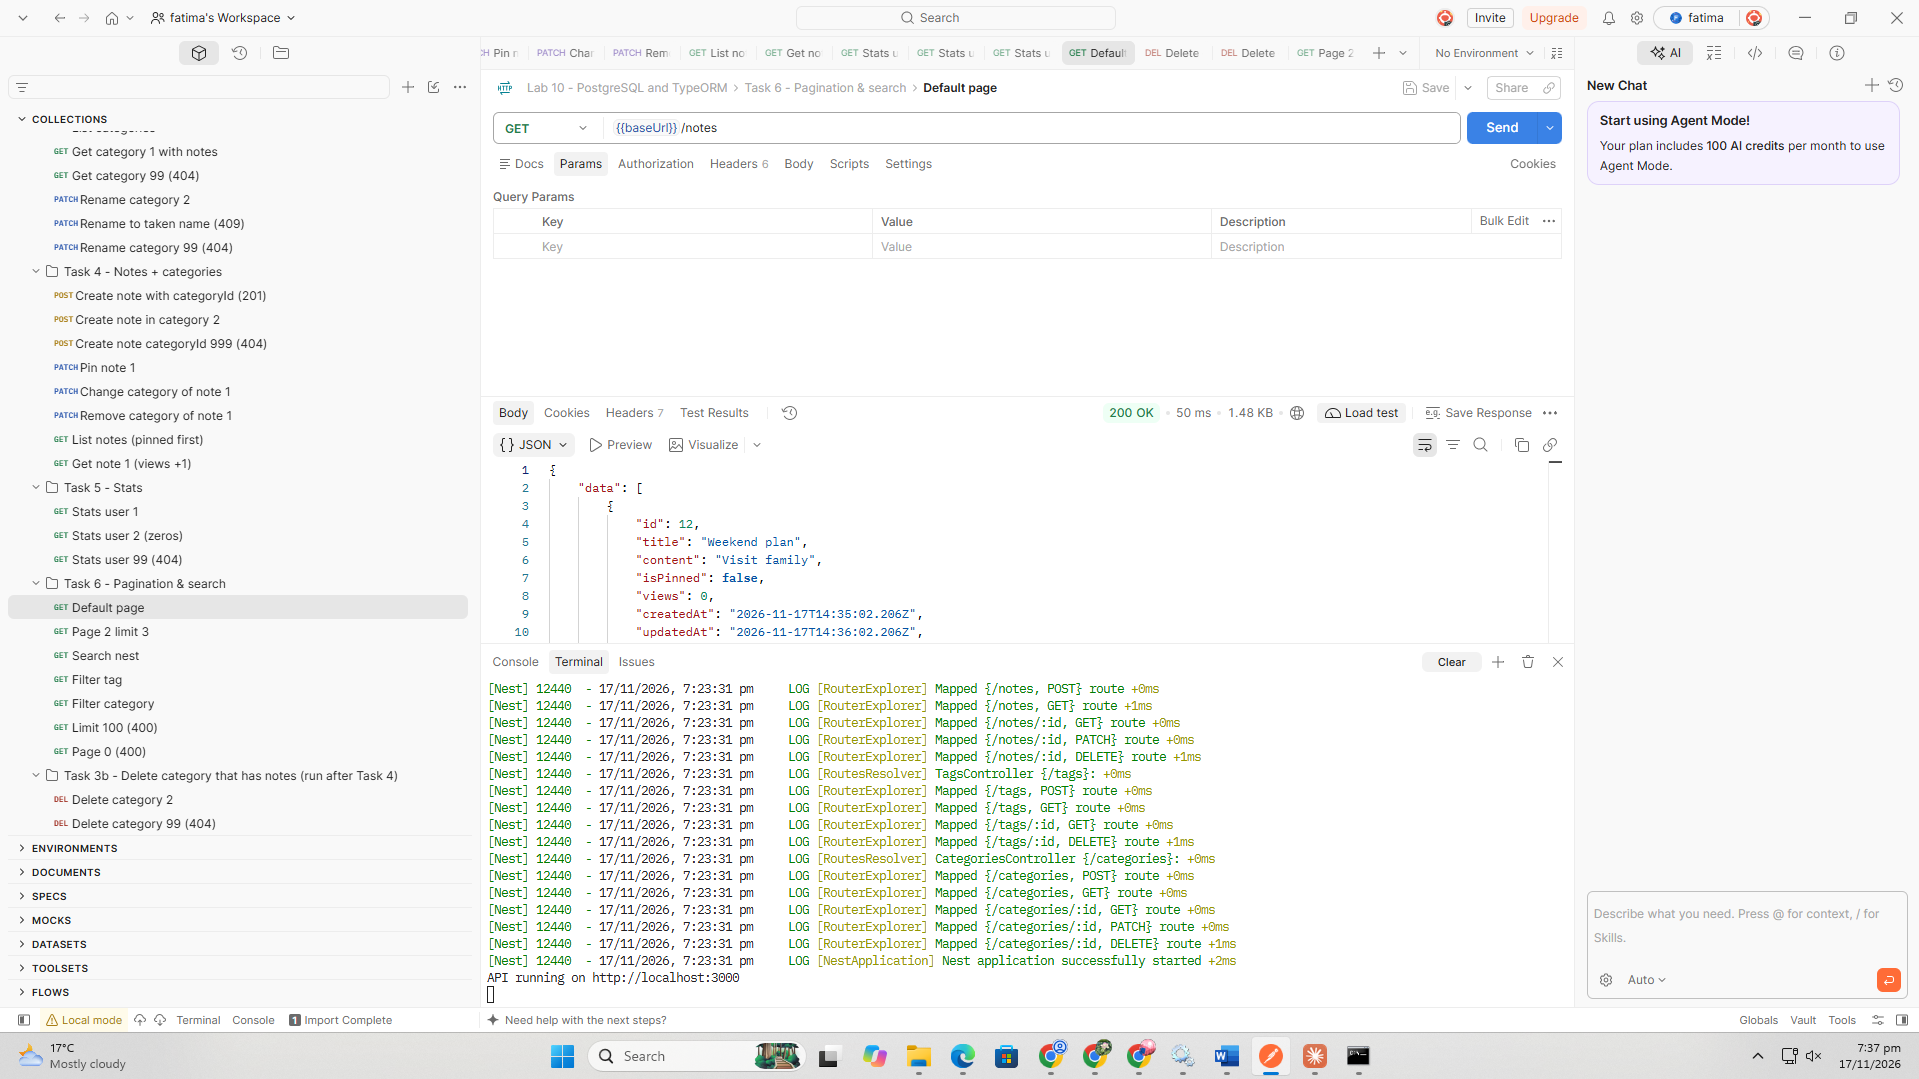 fatima's Workspace
Search
Invite
Upgrade
fatima
COLLECTIONS
GET Get category 1 with notes
GET Get category 99 (404)
PATCH Rename category 2
PATCH Rename to taken name (409)
PATCH Rename category 99 (404)
Task 4 - Notes + categories
POST Create note with categoryId (201)
POST Create note in category 2
POST Create note categoryId 999 (404)
PATCH Pin note 1
PATCH Change category of note 1
PATCH Remove category of note 1
GET List notes (pinned first)
GET Get note 1 (views +1)
Task 5 - Stats
GET Stats user 1
GET Stats user 2 (zeros)
GET Stats user 99 (404)
Task 6 - Pagination & search
GET Default page
GET Page 2 limit 3
GET Search nest
GET Filter tag
GET Filter category
GET Limit 100 (400)
GET Page 0 (400)
Task 3b - Delete category that has notes (run after Task 4)
DEL Delete category 2
DEL Delete category 99 (404)
ENVIRONMENTS
DOCUMENTS
SPECS
MOCKS
DATASETS
TOOLSETS
FLOWS
Pin n PATCH Char PATCH Rem GET List no GET Get no GET Stats u GET Stats u GET Stats u GET Defaul DEL Delete DEL Delete GET Page 2 No Environment
HTTP Lab 10 - PostgreSQL and TypeORM > Task 6 - Pagination & search > Default page Save Share
GET {{baseUrl}} /notes Send
Docs Params Authorization Headers 6 Body Scripts Settings Cookies
Query Params
Key Value Description Bulk Edit
Key Value Description
Body Cookies Headers 7 Test Results 200 OK 50 ms 1.48 KB Load test e.g. Save Response
{} JSON Preview Visualize
1 {
2 "data": [
3 {
4 "id": 12,
5 "title": "Weekend plan",
6 "content": "Visit family",
7 "isPinned": false,
8 "views": 0,
9 "createdAt": "2026-11-17T14:35:02.206Z",
10 "updatedAt": "2026-11-17T14:36:02.206Z",
Console Terminal Issues Clear
[Nest] 12440 - 17/11/2026, 7:23:31 pm LOG [RouterExplorer] Mapped {/notes, POST} route +0ms
[Nest] 12440 - 17/11/2026, 7:23:31 pm LOG [RouterExplorer] Mapped {/notes, GET} route +1ms
[Nest] 12440 - 17/11/2026, 7:23:31 pm LOG [RouterExplorer] Mapped {/notes/:id, GET} route +0ms
[Nest] 12440 - 17/11/2026, 7:23:31 pm LOG [RouterExplorer] Mapped {/notes/:id, PATCH} route +0ms
[Nest] 12440 - 17/11/2026, 7:23:31 pm LOG [RouterExplorer] Mapped {/notes/:id, DELETE} route +1ms
[Nest] 12440 - 17/11/2026, 7:23:31 pm LOG [RoutesResolver] TagsController {/tags}: +0ms
[Nest] 12440 - 17/11/2026, 7:23:31 pm LOG [RouterExplorer] Mapped {/tags, POST} route +0ms
[Nest] 12440 - 17/11/2026, 7:23:31 pm LOG [RouterExplorer] Mapped {/tags, GET} route +0ms
[Nest] 12440 - 17/11/2026, 7:23:31 pm LOG [RouterExplorer] Mapped {/tags/:id, GET} route +0ms
[Nest] 12440 - 17/11/2026, 7:23:31 pm LOG [RouterExplorer] Mapped {/tags/:id, DELETE} route +1ms
[Nest] 12440 - 17/11/2026, 7:23:31 pm LOG [RoutesResolver] CategoriesController {/categories}: +0ms
[Nest] 12440 - 17/11/2026, 7:23:31 pm LOG [RouterExplorer] Mapped {/categories, POST} route +0ms
[Nest] 12440 - 17/11/2026, 7:23:31 pm LOG [RouterExplorer] Mapped {/categories, GET} route +0ms
[Nest] 12440 - 17/11/2026, 7:23:31 pm LOG [RouterExplorer] Mapped {/categories/:id, GET} route +0ms
[Nest] 12440 - 17/11/2026, 7:23:31 pm LOG [RouterExplorer] Mapped {/categories/:id, PATCH} route +0ms
[Nest] 12440 - 17/11/2026, 7:23:31 pm LOG [RouterExplorer] Mapped {/categories/:id, DELETE} route +1ms
[Nest] 12440 - 17/11/2026, 7:23:31 pm LOG [NestApplication] Nest application successfully started +2ms
API running on http://localhost:3000
AI
New Chat
Start using Agent Mode!
Your plan includes 100 AI credits per month to use
Agent Mode.
Describe what you need. Press @ for context, / for
Skills.
Auto
Local mode Terminal Console 1 Import Complete Need help with the next steps? Globals Vault Tools
17°C
Mostly cloudy
Search
7:37 pm
17/11/2026